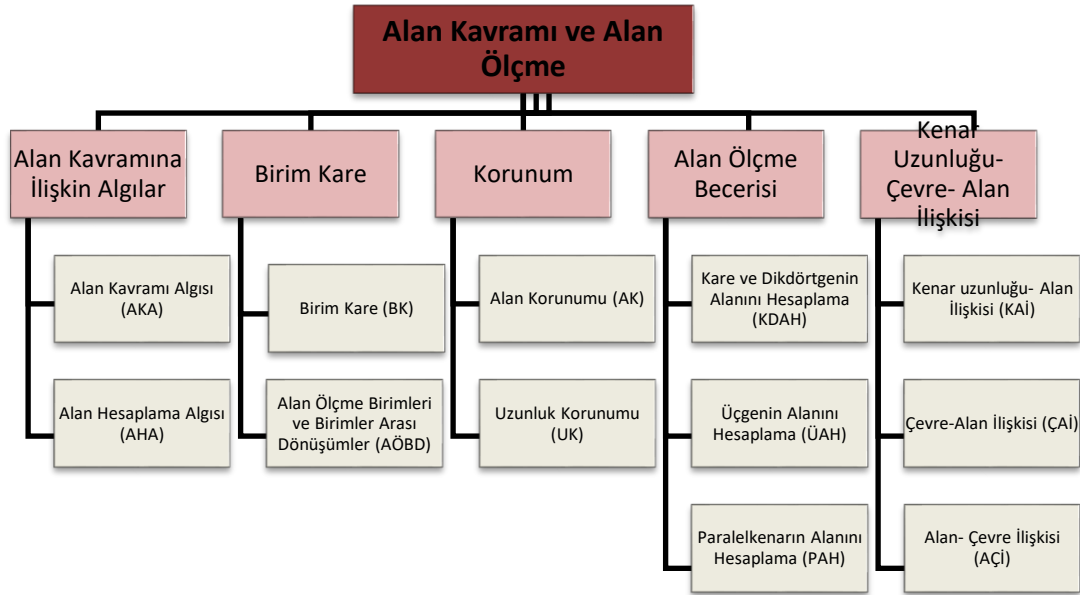 Alan Kavramı ve Alan
Ölçme
Alan Kavramına
İlişkin Algılar
Alan Kavramı Algısı
(AKA)
Alan Hesaplama Algısı
(AHA)
Birim Kare
Birim Kare (BK)
Alan Ölçme Birimleri
ve Birimler Arası
Dönüşümler (AÖBD)
Korunum
Alan Korunumu (AK)
Uzunluk Korunumu
(UK)
Alan Ölçme
Becerisi
Kare ve Dikdörtgenin
Alanını Hesaplama
(KDAH)
Üçgenin Alanını
Hesaplama (ÜAH)
Paralelkenarın Alanını
Hesaplama (PAH)
Kenar
Uzunluğu-
Çevre- Alan
İlişkisi
Kenar uzunluğu- Alan
İlişkisi (KAİ)
Çevre-Alan İlişkisi (ÇAİ)
Alan- Çevre İlişkisi
(AÇİ)